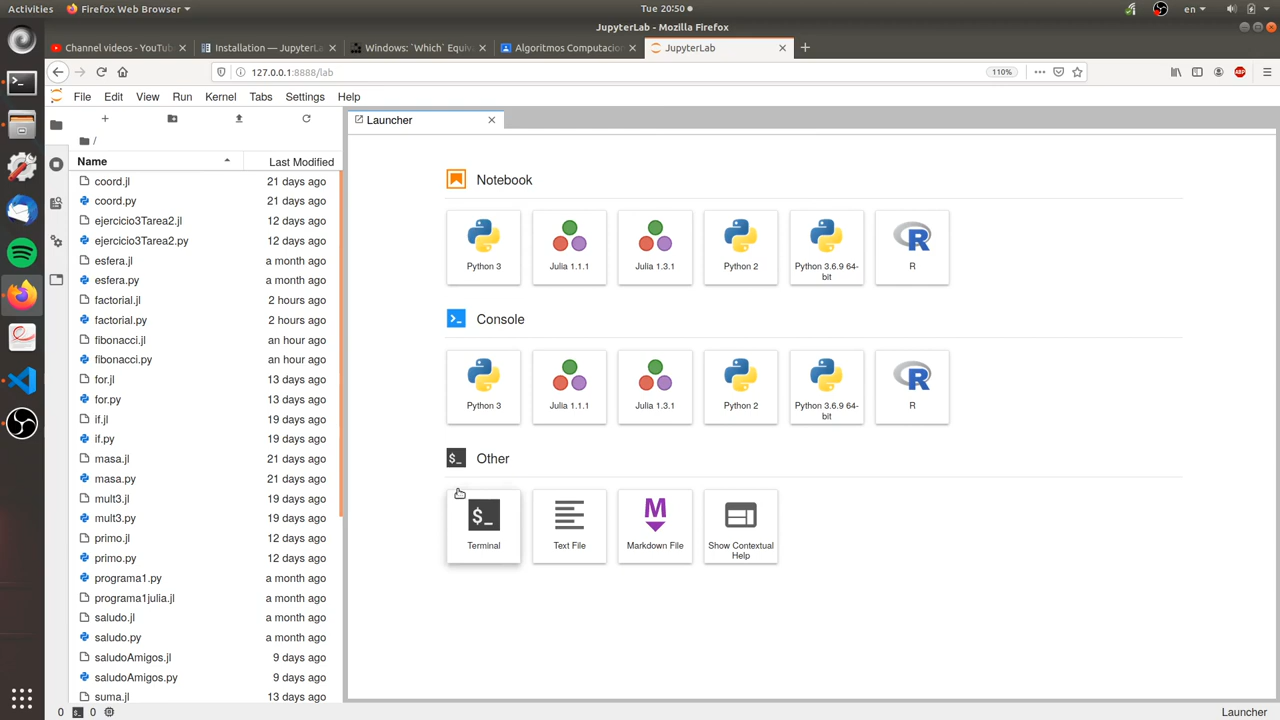 Activities Firefox Web Browser Tue 20:50 en
JupyterLab - Mozilla Firefox
Channel videos - YouTub Installation — JupyterLa Windows: `Which` Equiv Algoritmos Computacion JupyterLab
127.0.0.1:8888/lab 110%
File Edit View Run Kernel Tabs Settings Help
Launcher
/
Name Last Modified
coord.jl 21 days ago
coord.py 21 days ago
ejercicio3Tarea2.jl 12 days ago
ejercicio3Tarea2.py 12 days ago
esfera.jl a month ago
esfera.py a month ago
factorial.jl 2 hours ago
factorial.py 2 hours ago
fibonacci.jl an hour ago
fibonacci.py an hour ago
for.jl 13 days ago
for.py 13 days ago
if.jl 19 days ago
if.py 19 days ago
masa.jl 21 days ago
masa.py 21 days ago
mult3.jl 19 days ago
mult3.py 19 days ago
primo.jl 12 days ago
primo.py 12 days ago
programa1.py a month ago
programa1julia.jl a month ago
saludo.jl a month ago
saludo.py a month ago
saludoAmigos.jl 9 days ago
saludoAmigos.py 9 days ago
suma.jl 13 days ago
Notebook
Python 3 Julia 1.1.1 Julia 1.3.1 Python 2 Python 3.6.9 64-
bit R
Console
Python 3 Julia 1.1.1 Julia 1.3.1 Python 2 Python 3.6.9 64-
bit R
$_ Other
$_ M
Terminal Text File Markdown File Show Contextual
Help
0 $_ 0 Launcher